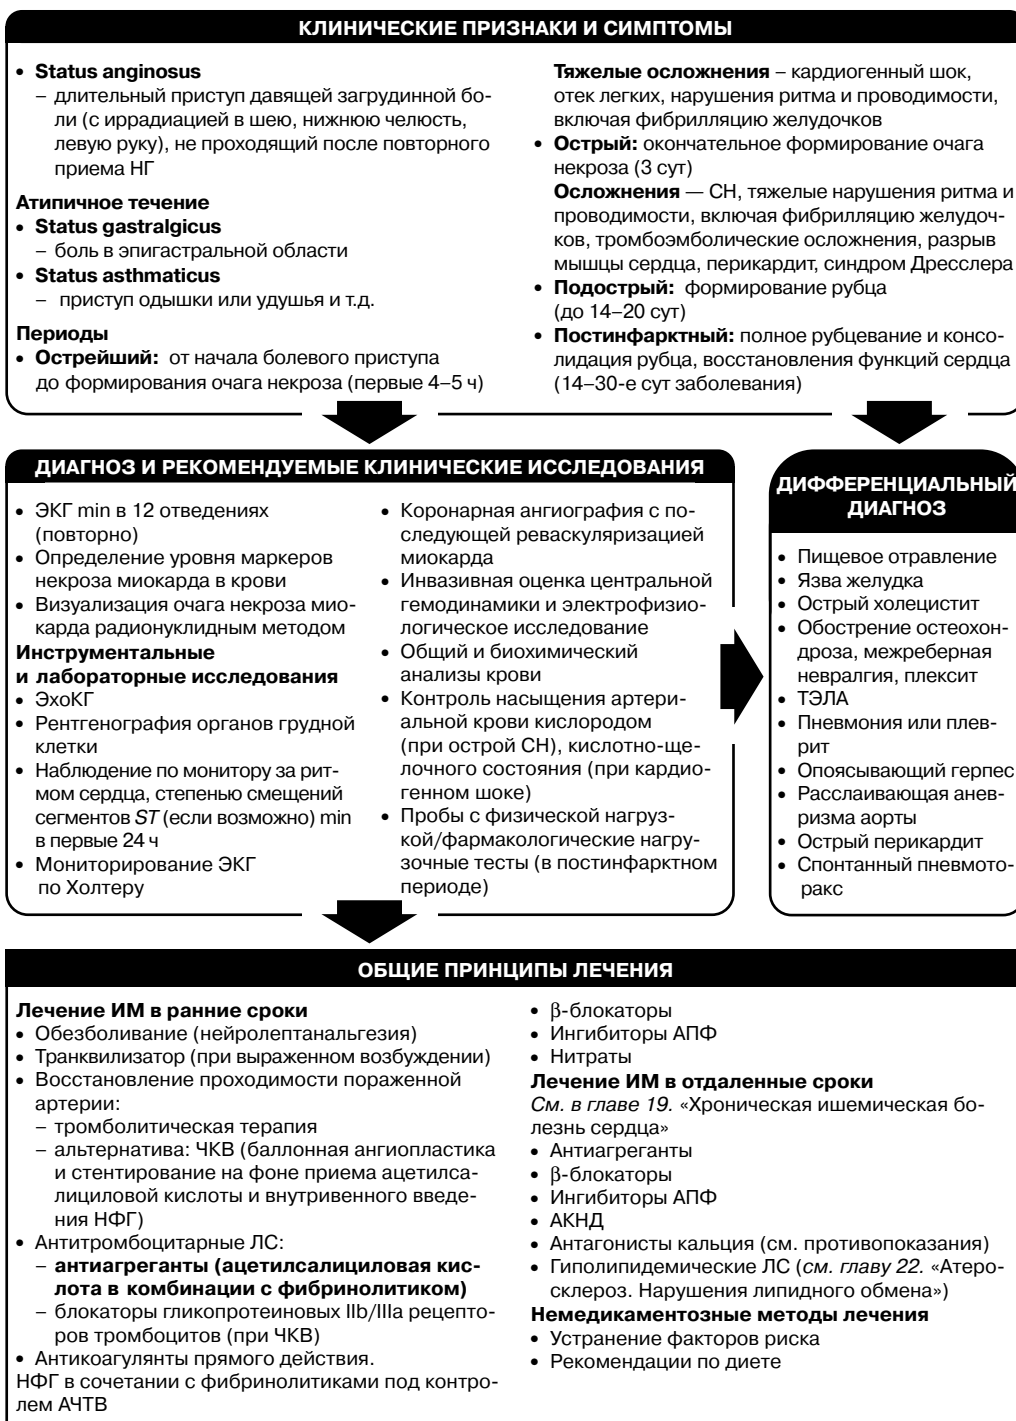 КЛИНИЧЕСКИЕ ПРИЗНАКИ И СИМПТОМЫ
• Status anginosus
– длительный приступ давящей загрудинной бо-
ли (с иррадиацией в шею, нижнюю челюсть,
левую руку), не проходящий после повторного
приема НГ
Атипичное течение
• Status gastralgicus
– боль в эпигастральной области
• Status asthmaticus
– приступ одышки или удушья и т.д.
Периоды
• Острейший: от начала болевого приступа
до формирования очага некроза (первые 4–5 ч)
Тяжелые осложнения – кардиогенный шок,
отек легких, нарушения ритма и проводимости,
включая фибрилляцию желудочков
• Острый: окончательное формирование очага
некроза (3 сут)
Осложнения — СН, тяжелые нарушения ритма и
проводимости, включая фибрилляцию желудоч-
ков, тромбоэмболические осложнения, разрыв
мышцы сердца, перикардит, синдром Дресслера
• Подострый: формирование рубца
(до 14–20 сут)
• Постинфарктный: полное рубцевание и консо-
лидация рубца, восстановления функций сердца
(14–30-е сут заболевания)
ДИАГНОЗ И РЕКОМЕНДУЕМЫЕ КЛИНИЧЕСКИЕ ИССЛЕДОВАНИЯ
• ЭКГ min в 12 отведениях
(повторно)
• Определение уровня маркеров
некроза миокарда в крови
• Визуализация очага некроза мио-
карда радионуклидным методом
Инструментальные
и лабораторные исследования
• ЭхоКГ
• Рентгенография органов грудной
клетки
• Наблюдение по монитору за рит-
мом сердца, степенью смещений
сегментов ST (если возможно) min
в первые 24 ч
• Мониторирование ЭКГ
по Холтеру
• Коронарная ангиография с по-
следующей реваскуляризацией
миокарда
• Инвазивная оценка центральной
гемодинамики и электрофизио-
логическое исследование
• Общий и биохимический
анализы крови
• Контроль насыщения артери-
альной крови кислородом
(при острой СН), кислотно-ще-
лочного состояния (при кардио-
генном шоке)
• Пробы с физической нагруз-
кой/фармакологические нагру-
зочные тесты (в постинфарктном
периоде)
ДИФФЕРЕНЦИАЛЬНЫЙ
ДИАГНОЗ
• Пищевое отравление
• Язва желудка
• Острый холецистит
• Обострение остеохон-
дроза, межреберная
невралгия, плексит
• ТЭЛА
• Пневмония или плев-
рит
• Опоясывающий герпес
• Расслаивающая анев-
ризма аорты
• Острый перикардит
• Спонтанный пневмото-
ракс
ОБЩИЕ ПРИНЦИПЫ ЛЕЧЕНИЯ
Лечение ИМ в ранние сроки
• Обезболивание (нейролептанальгезия)
• Транквилизатор (при выраженном возбуждении)
• Восстановление проходимости пораженной
артерии:
– тромболитическая терапия
– альтернатива: ЧКВ (баллонная ангиопластика
и стентирование на фоне приема ацетилса-
лициловой кислоты и внутривенного введе-
ния НФГ)
• Антитромбоцитарные ЛС:
– антиагреганты (ацетилсалициловая кис-
лота в комбинации с фибринолитиком)
– блокаторы гликопротеиновых IIb/IIIa рецепто-
ров тромбоцитов (при ЧКВ)
• Антикоагулянты прямого действия.
НФГ в сочетании с фибринолитиками под контро-
лем АЧТВ
• β-блокаторы
• Ингибиторы АПФ
• Нитраты
Лечение ИМ в отдаленные сроки
См. в главе 19. «Хроническая ишемическая бо-
лезнь сердца»
• Антиагреганты
• β-блокаторы
• Ингибиторы АПФ
• АКНД
• Антагонисты кальция (см. противопоказания)
• Гиполипидемические ЛС (см. главу 22. «Атеро-
склероз. Нарушения липидного обмена»)
Немедикаментозные методы лечения
• Устранение факторов риска
• Рекомендации по диете